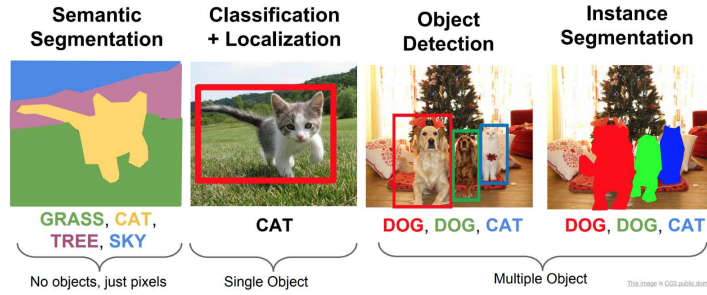 Semantic
Segmentation
Classification
+ Localization
Object
Detection
Instance
Segmentation
GRASS, CAT,
TREE, SKY
CAT
DOG, DOG, CAT
DOG, DOG, CAT
No objects, just pixels
Single Object
Multiple Object
This image is CC0 public dom